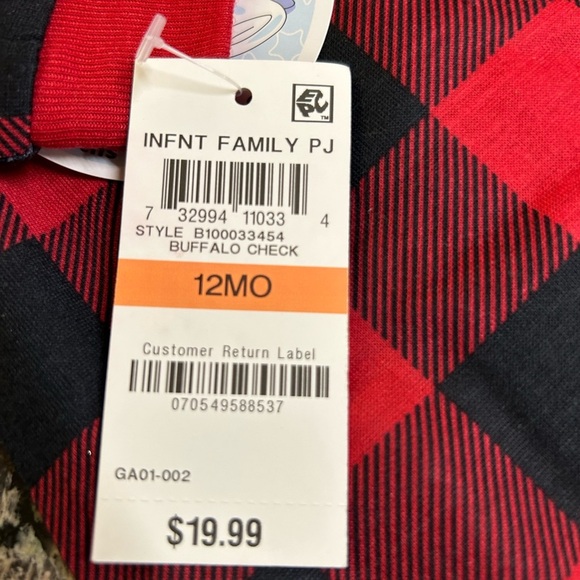 INFNT FAMILY PJ
7 32994 11033 4
STYLE B100033454
BUFFALO CHECK
12MO
Customer Return Label
070549588537
GA01-002
$19.99